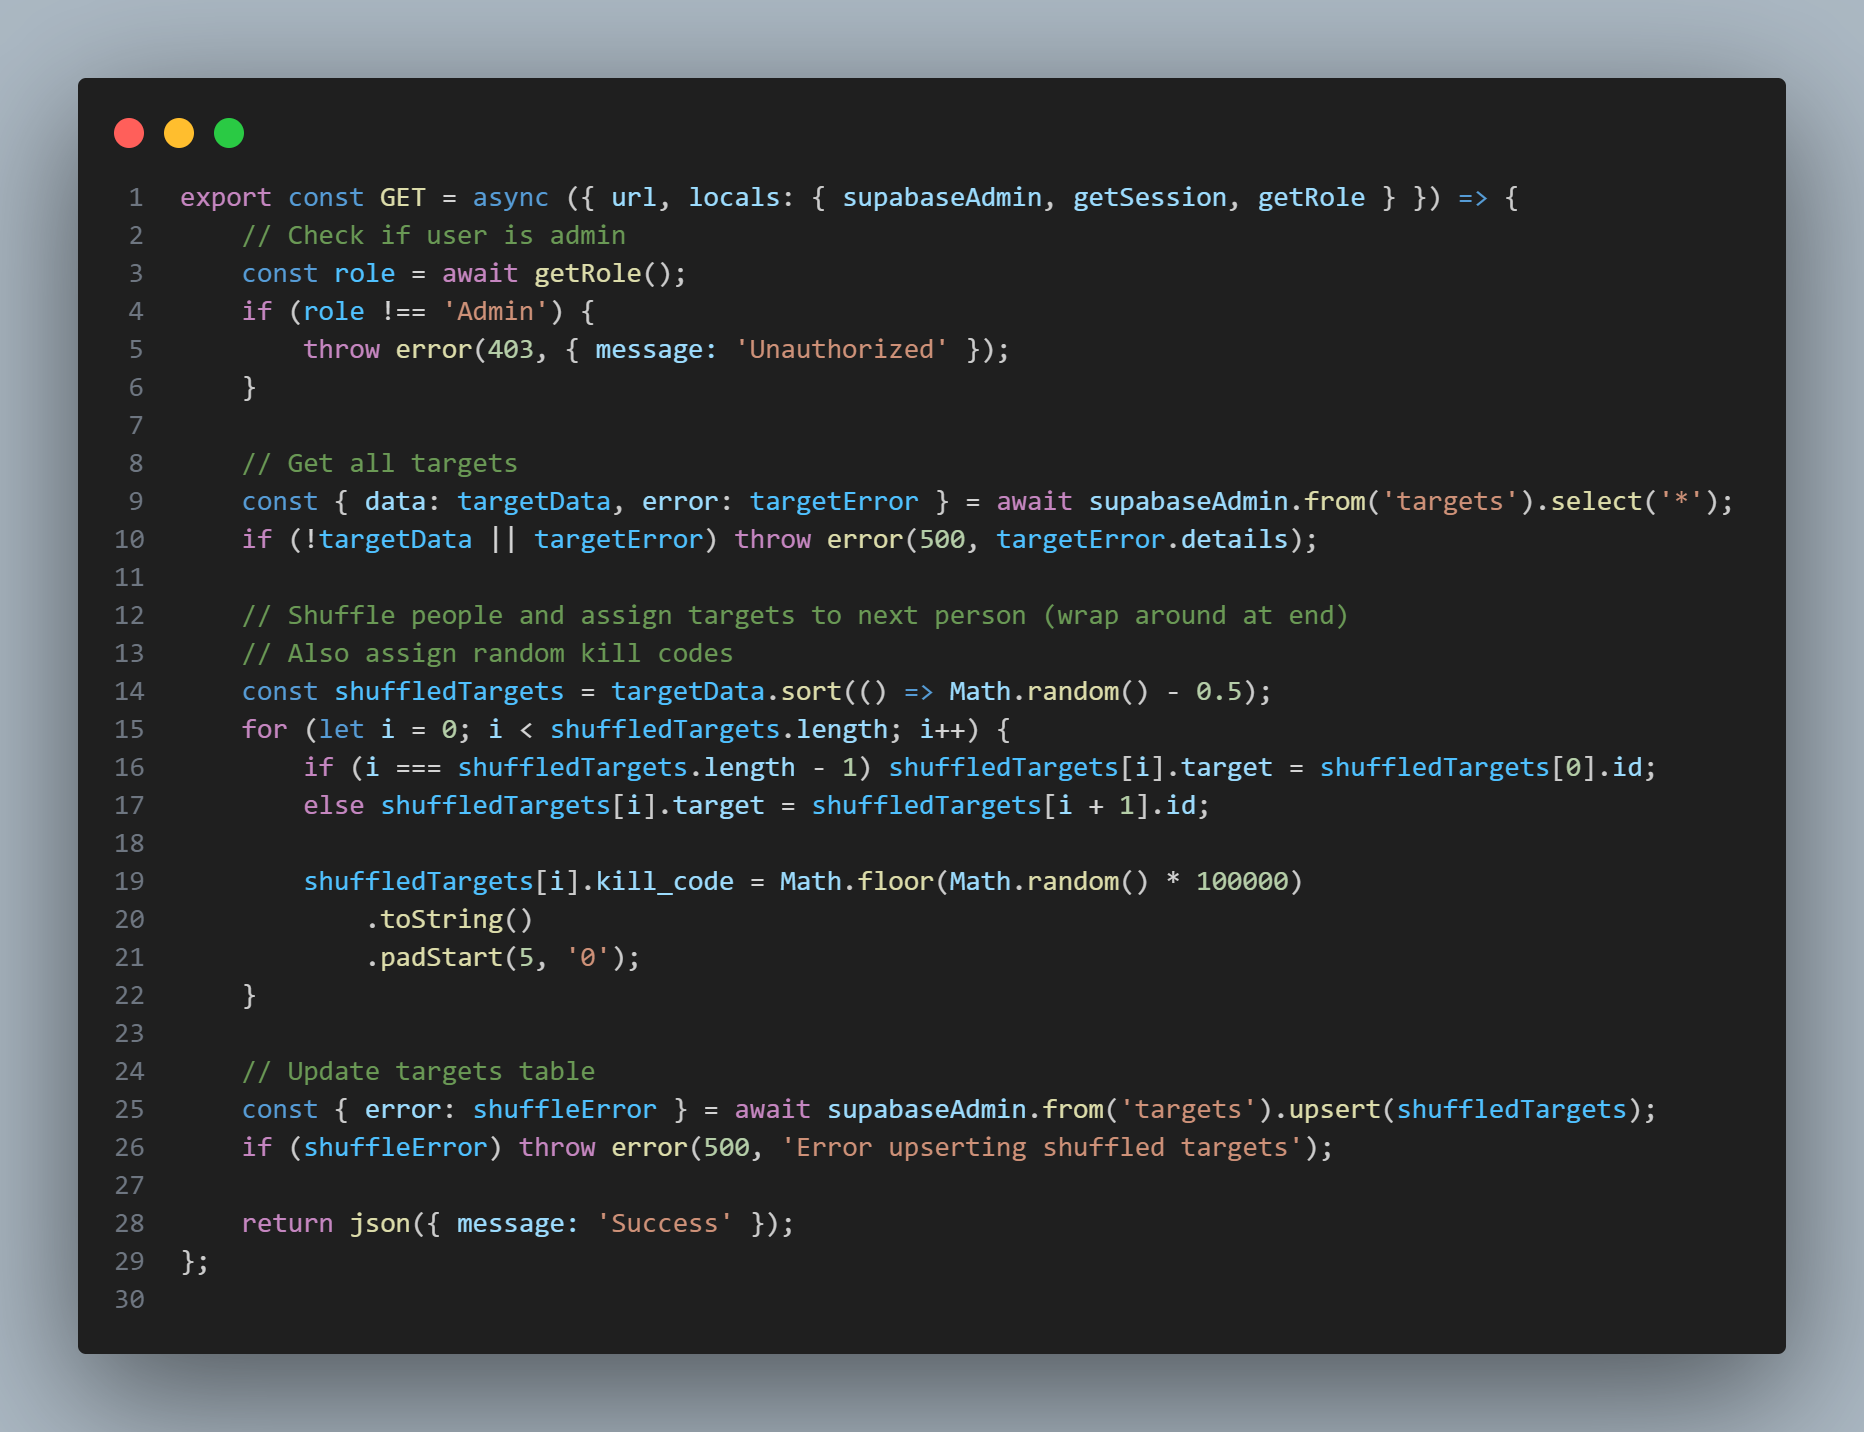 1 export const GET = async ({ url, locals: { supabaseAdmin, getSession, getRole } }) => {
2     // Check if user is admin
3     const role = await getRole();
4     if (role !== 'Admin') {
5         throw error(403, { message: 'Unauthorized' });
6     }
7
8     // Get all targets
9     const { data: targetData, error: targetError } = await supabaseAdmin.from('targets').select('*');
10     if (!targetData || targetError) throw error(500, targetError.details);
11
12     // Shuffle people and assign targets to next person (wrap around at end)
13     // Also assign random kill codes
14     const shuffledTargets = targetData.sort(() => Math.random() - 0.5);
15     for (let i = 0; i < shuffledTargets.length; i++) {
16         if (i === shuffledTargets.length - 1) shuffledTargets[i].target = shuffledTargets[0].id;
17         else shuffledTargets[i].target = shuffledTargets[i + 1].id;
18
19         shuffledTargets[i].kill_code = Math.floor(Math.random() * 100000)
20             .toString()
21             .padStart(5, '0');
22     }
23
24     // Update targets table
25     const { error: shuffleError } = await supabaseAdmin.from('targets').upsert(shuffledTargets);
26     if (shuffleError) throw error(500, 'Error upserting shuffled targets');
27
28     return json({ message: 'Success' });
29 };
30